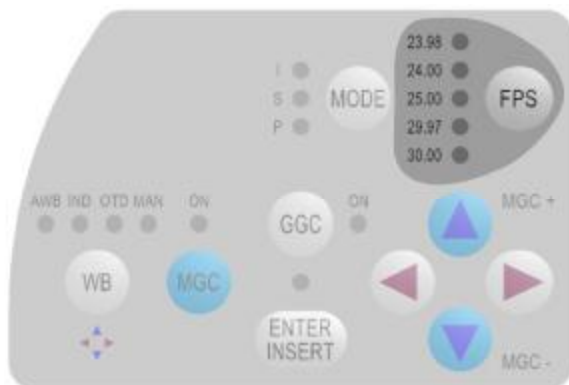 23.98
24.00
I
S
MODE
25.00
FPS
P
29.97
30.00
AWB IND OTD MAN ON
GGC
ON
MGC +
WB
MGC
ENTER
INSERT
MGC -